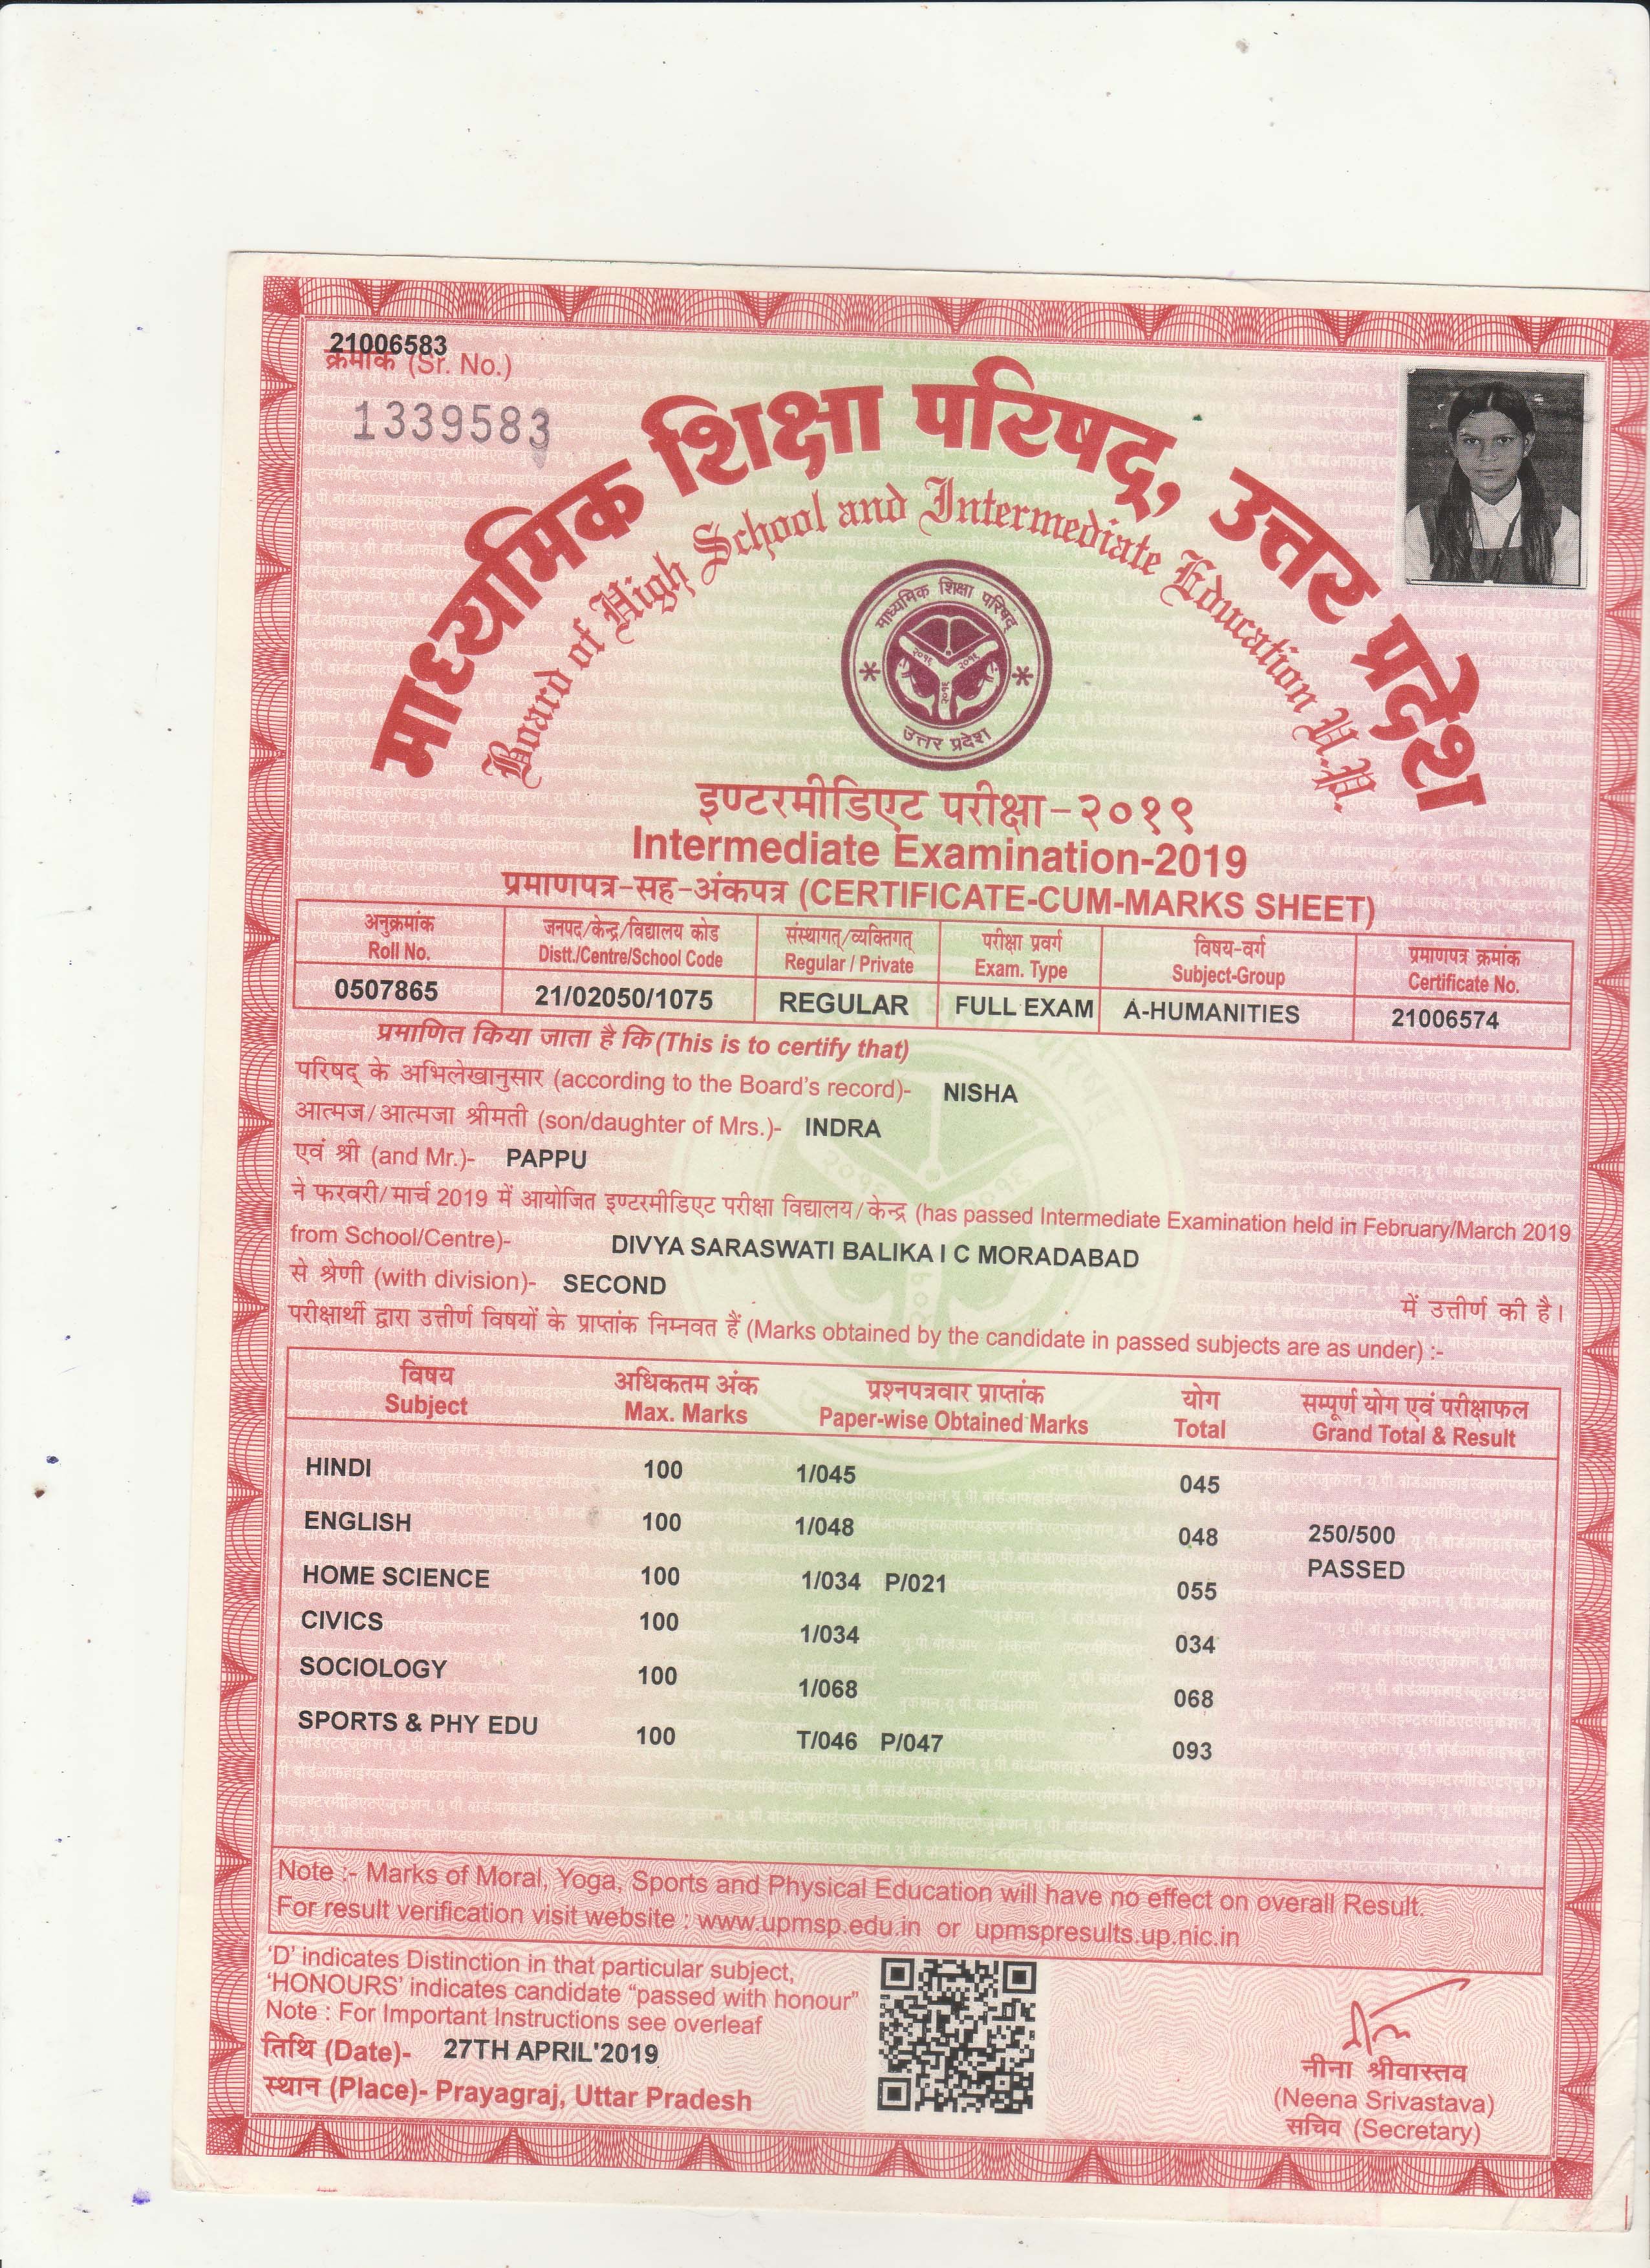 21006583
क्रमांक (Sr. No.)
1339583
माध्यमिक शिक्षा परिषद्, उत्तर प्रदेश
Board of High School and Intermediate Education U.P.
माध्यमिक शिक्षा परिषद्
उत्तर प्रदेश
इण्टरमीडिएट परीक्षा-२०१९
Intermediate Examination-2019
प्रमाणपत्र-सह-अंकपत्र (CERTIFICATE-CUM-MARKS SHEET)
अनुक्रमांक जनपद/केन्द्र/विद्यालय कोड संस्थागत्/व्यक्तिगत् परीक्षा प्रवर्ग विषय-वर्ग प्रमाणपत्र क्रमांक
Roll No. Distt./Centre/School Code Regular / Private Exam. Type Subject-Group Certificate No.
0507865 21/02050/1075 REGULAR FULL EXAM A-HUMANITIES 21006574
प्रमाणित किया जाता है कि (This is to certify that)
परिषद् के अभिलेखानुसार (according to the Board's record)- NISHA
आत्मज/आत्मजा श्रीमती (son/daughter of Mrs.)- INDRA
एवं श्री (and Mr.)- PAPPU
ने फरवरी/मार्च 2019 में आयोजित इण्टरमीडिएट परीक्षा विद्यालय/केन्द्र (has passed Intermediate Examination held in February/March 2019
from School/Centre)- DIVYA SARASWATI BALIKA I C MORADABAD
से श्रेणी (with division)- SECOND में उत्तीर्ण की है।
परीक्षार्थी द्वारा उत्तीर्ण विषयों के प्राप्तांक निम्नवत हैं (Marks obtained by the candidate in passed subjects are as under) :-
विषय अधिकतम अंक प्रश्नपत्रवार प्राप्तांक योग सम्पूर्ण योग एवं परीक्षाफल
Subject Max. Marks Paper-wise Obtained Marks Total Grand Total & Result
HINDI 100 1/045 045
ENGLISH 100 1/048 048 250/500
HOME SCIENCE 100 1/034 P/021 055 PASSED
CIVICS 100 1/034 034
SOCIOLOGY 100 1/068 068
SPORTS & PHY EDU 100 T/046 P/047 093
Note :- Marks of Moral, Yoga, Sports and Physical Education will have no effect on overall Result.
For result verification visit website : www.upmsp.edu.in or upmspresults.up.nic.in
'D' indicates Distinction in that particular subject,
'HONOURS' indicates candidate "passed with honour"
Note : For Important Instructions see overleaf
तिथि (Date)- 27TH APRIL'2019
स्थान (Place)- Prayagraj, Uttar Pradesh
नीना श्रीवास्तव
(Neena Srivastava)
सचिव (Secretary)